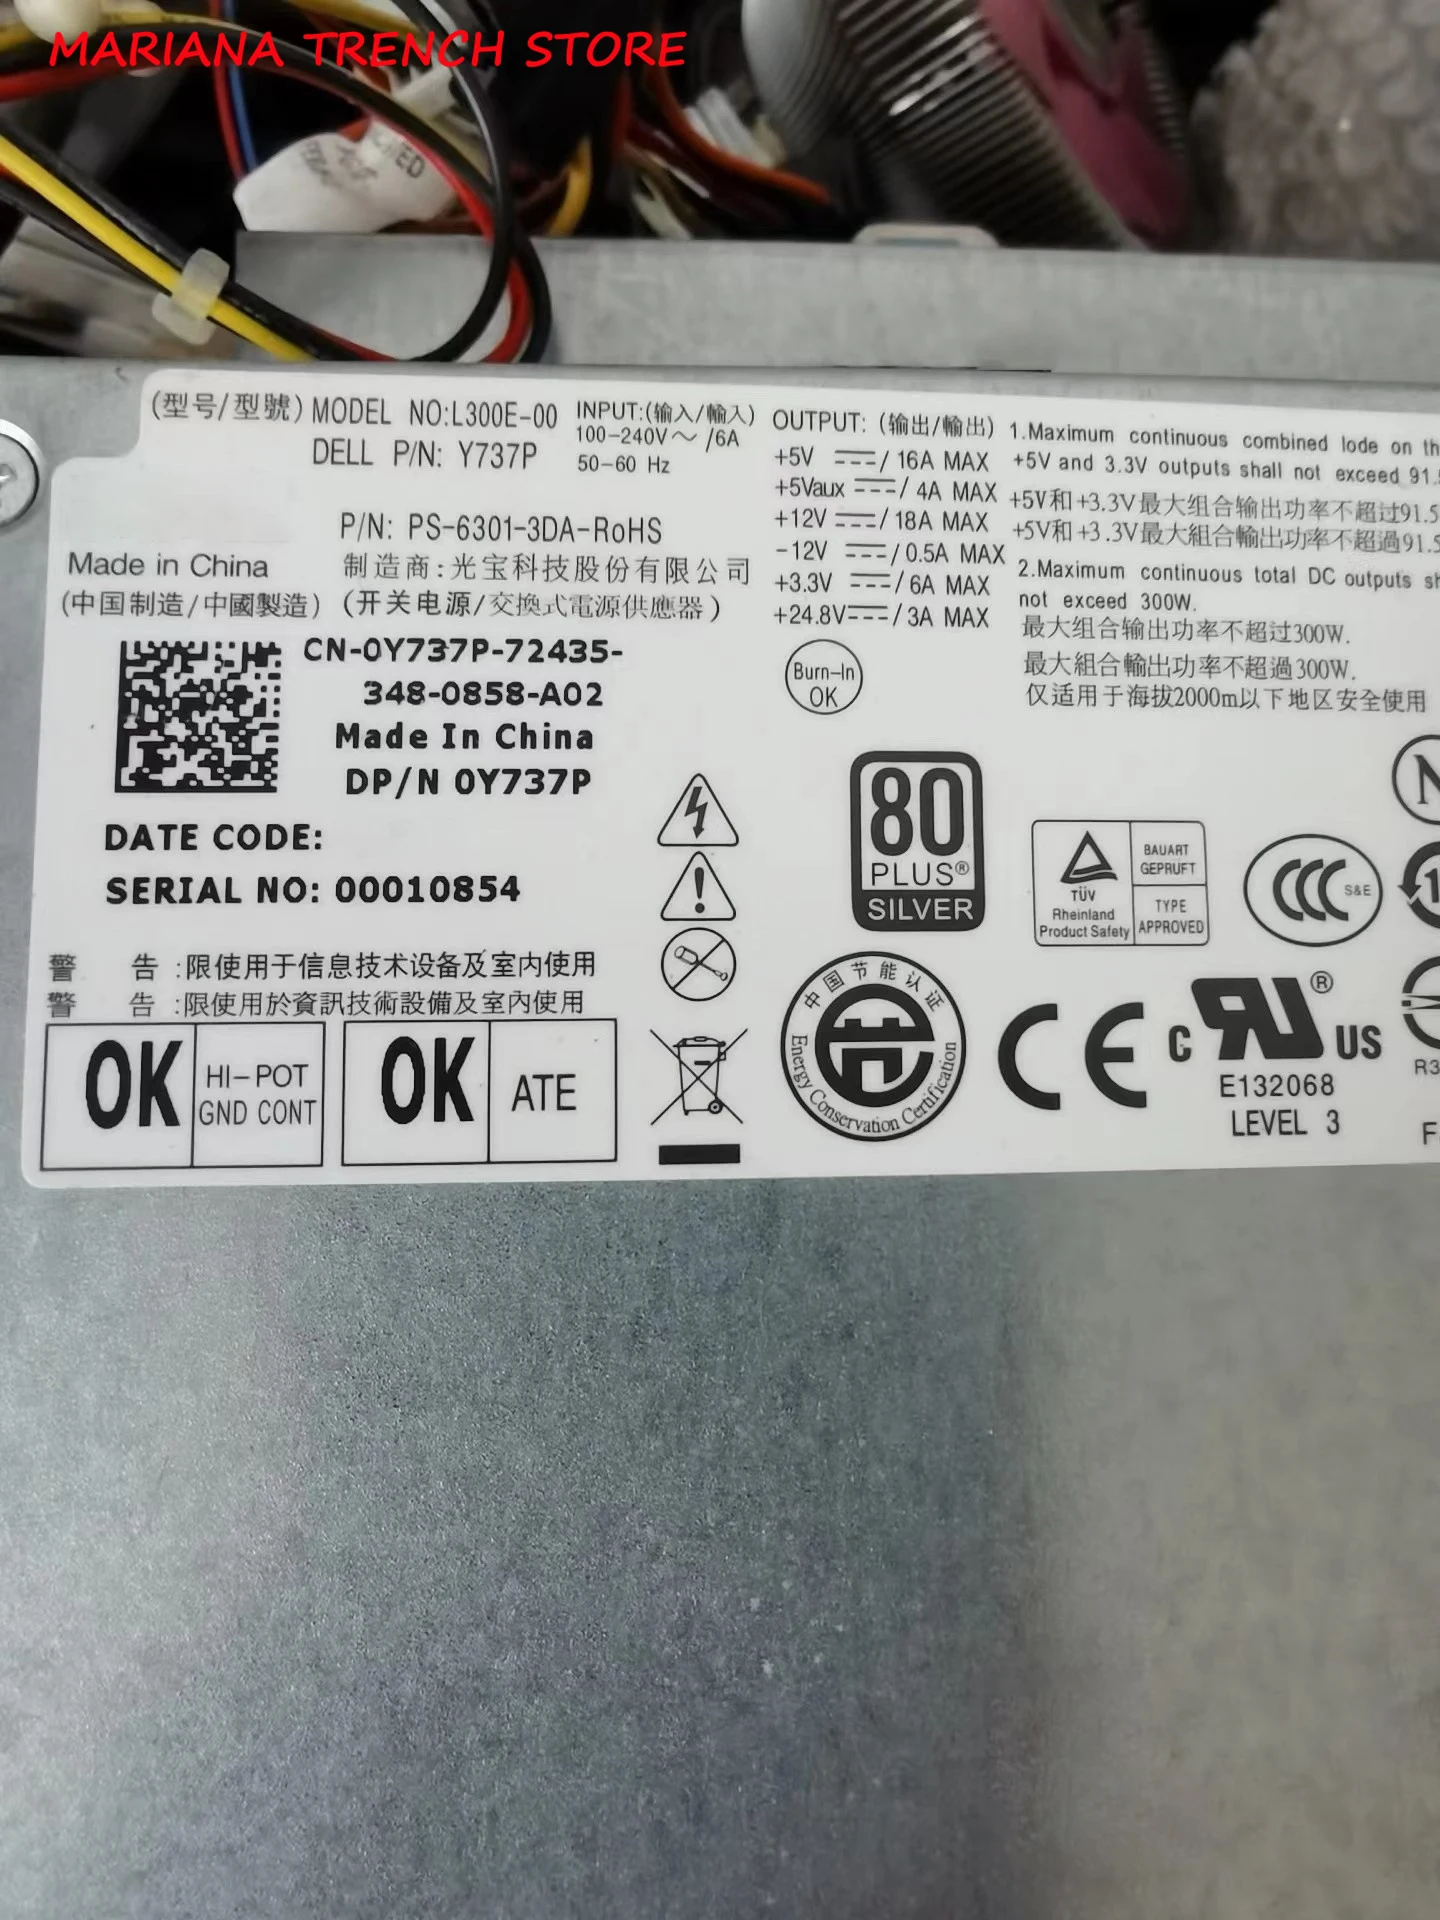 MARIANA TRENCH STORE
(型号/型號) MODEL NO:L300E-00
DELL P/N: Y737P
INPUT:(输入/輸入)
100-240V～ /6A
50-60 Hz
P/N: PS-6301-3DA-RoHS
Made in China
制造商:光宝科技股份有限公司
(中国制造/中國製造)
(开关电源/交換式電源供應器)
CN-0Y737P-72435-
348-0858-A02
Made In China
DP/N 0Y737P
DATE CODE:
SERIAL NO: 00010854
警 告 :限使用于信息技术设备及室内使用
警 告 :限使用於資訊技術設備及室內使用
OK
HI-POT
GND CONT
OK
ATE
OUTPUT: (输出/輸出)
+5V ⎓/ 16A MAX
+5Vaux ⎓/ 4A MAX
+12V ⎓/ 18A MAX
-12V ⎓/ 0.5A MAX
+3.3V ⎓/ 6A MAX
+24.8V⎓/ 3A MAX
Burn-In
OK
1.Maximum continuous combined lode on
+5V and 3.3V outputs shall not exceed 91.
+5V和+3.3V最大组合输出功率不超过91.5
+5V和+3.3V最大組合輸出功率不超過91.5
2.Maximum continuous total DC outputs
not exceed 300W.
最大组合输出功率不超过300W.
最大組合輸出功率不超過300W.
仅适用于海拔2000m以下地区安全使用
80
PLUS®
SILVER
TÜV
Rheinland
Product Safety
BAUART
GEPRÜFT
TYPE
APPROVED
CCC S&E
N
中国节能认证
Energy Conservation Certification
CE
c RU ® US
E132068
LEVEL 3
R3